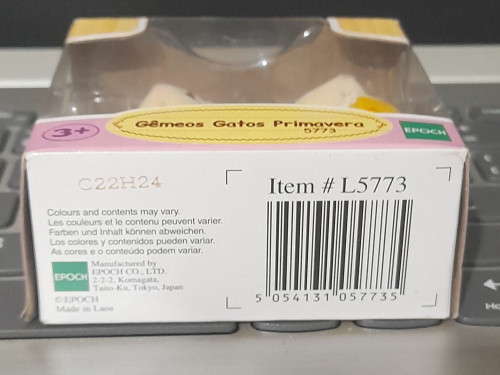 3+
Gêmeos Gatos Primavera
5773
EPOCH
C22H24
Item # L5773
Colours and contents may vary.
Les couleurs et le contenu peuvent varier.
Farben und Inhalt können abweichen.
Los colores y contenidos pueden variar.
As cores e o conteúdo podem variar.
EPOCH
Manufactured by
EPOCH CO., LTD.
2-2-2, Komagata,
Taito-Ku, Tokyo, Japan
©EPOCH
Made in Laos
5 054131 057735